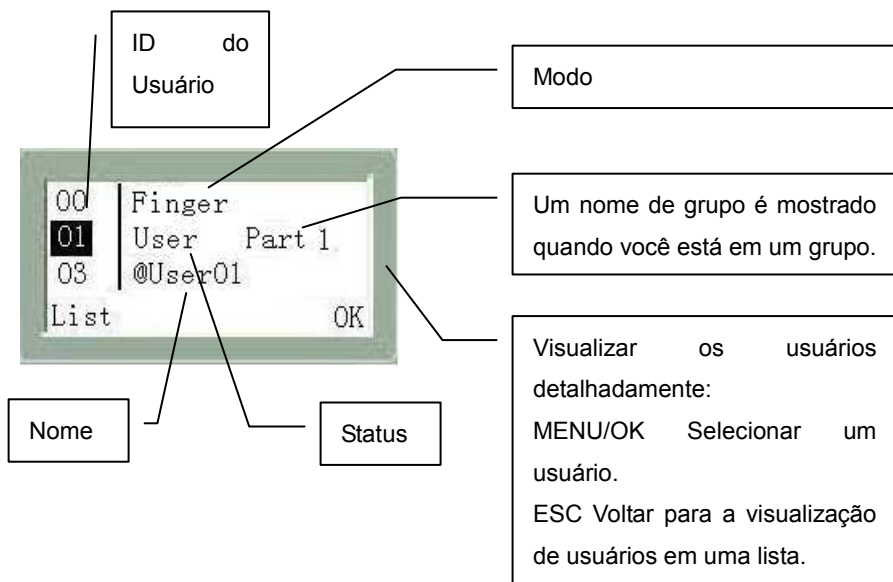 ID do
Usuário
Modo
00 Finger
01 User Part 1
03 @User01
List OK
Um nome de grupo é mostrado
quando você está em um grupo.
Nome
Status
Visualizar os usuários
detalhadamente:
MENU/OK Selecionar um
usuário.
ESC Voltar para a visualização
de usuários em uma lista.